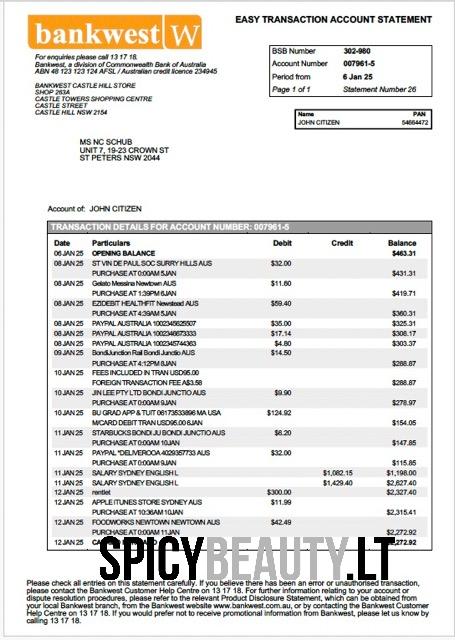 bankwest W
EASY TRANSACTION ACCOUNT STATEMENT
For enquiries please call 13 17 18.
Bankwest, a division of Commonwealth Bank of Australia
ABN 48 123 123 124 AFSL / Australian credit licence 234945
BANKWEST CASTLE HILL STORE
SHOP 263A
CASTLE TOWERS SHOPPING CENTRE
CASTLE STREET
CASTLE HILL NSW 2154
BSB Number 302-980
Account Number 007961-5
Period from 6 Jan 25
Page 1 of 1 Statement Number 26
Name PAN
JOHN CITIZEN 54664472
MS NC SCHUB
UNIT 7, 19-23 CROWN ST
ST PETERS NSW 2044
Account of: JOHN CITIZEN
TRANSACTION DETAILS FOR ACCOUNT NUMBER: 007961-5
Date Particulars Debit Credit Balance
06 JAN 25 OPENING BALANCE $463.31
08 JAN 25 ST VIN DE PAUL SOC SURRY HILLS AUS $32.00
PURCHASE AT 0:00AM 5JAN $431.31
08 JAN 25 Gelato Messina Newtown AUS $11.60
PURCHASE AT 1:39PM 6JAN $419.71
08 JAN 25 EZIDEBIT HEALTHFIT Newstead AUS $59.40
PURCHASE AT 4:39AM 5JAN $360.31
08 JAN 25 PAYPAL AUSTRALIA 1002345625507 $35.00 $325.31
08 JAN 25 PAYPAL AUSTRALIA 1002346673333 $17.14 $308.17
08 JAN 25 PAYPAL AUSTRALIA 1002345744363 $4.80 $303.37
09 JAN 25 BondiJunction Rail Bondi Junctio AUS $14.50
PURCHASE AT 4:12PM 8JAN $288.87
10 JAN 25 FEES INCLUDED IN TRAN USD95.00
FOREIGN TRANSACTION FEE A$3.58 $288.87
10 JAN 25 JIN LEE PTY LTD BONDI JUNCTIO AUS $9.90
PURCHASE AT 0:00AM 9JAN $278.97
10 JAN 25 BU GRAD APP & TUIT 06173533896 MA USA $124.92
M/CARD DEBIT TRAN USD95.00 6JAN $154.05
11 JAN 25 STARBUCKS BONDI JU BONDI JUNCTIO AUS $6.20
PURCHASE AT 0:00AM 10JAN $147.85
11 JAN 25 PAYPAL *DELIVEROOA 4029357733 AUS $32.00
PURCHASE AT 0:00AM 9JAN $115.85
11 JAN 25 SALARY SYDNEY ENGLISH L $1,082.15 $1,198.00
11 JAN 25 SALARY SYDNEY ENGLISH L $1,429.40 $2,627.40
12 JAN 25 rentlet $300.00 $2,327.40
12 JAN 25 APPLE ITUNES STORE SYDNEY AUS $11.99
PURCHASE AT 10:36AM 10JAN $2,315.41
12 JAN 25 FOODWORKS NEWTOWN NEWTOWN AUS $42.49
PURCHASE AT 0:00AM 11JAN $2,272.92
12 JAN 25 $2,272.92
SPICYBEAUTY.LT
Please check all entries on this statement carefully. If you believe there has been an error or unauthorised transaction,
please contact the Bankwest Customer Help Centre on 13 17 18. For further information relating to your account or
dispute resolution procedures, please refer to the relevant Product Disclosure Statement, which can be obtained from
your local Bankwest branch, from the Bankwest website www.bankwest.com.au, or by contacting the Bankwest Customer
Help Centre on 13 17 18. If you would prefer not to receive promotional information from Bankwest, please let us know by
calling 13 17 18.